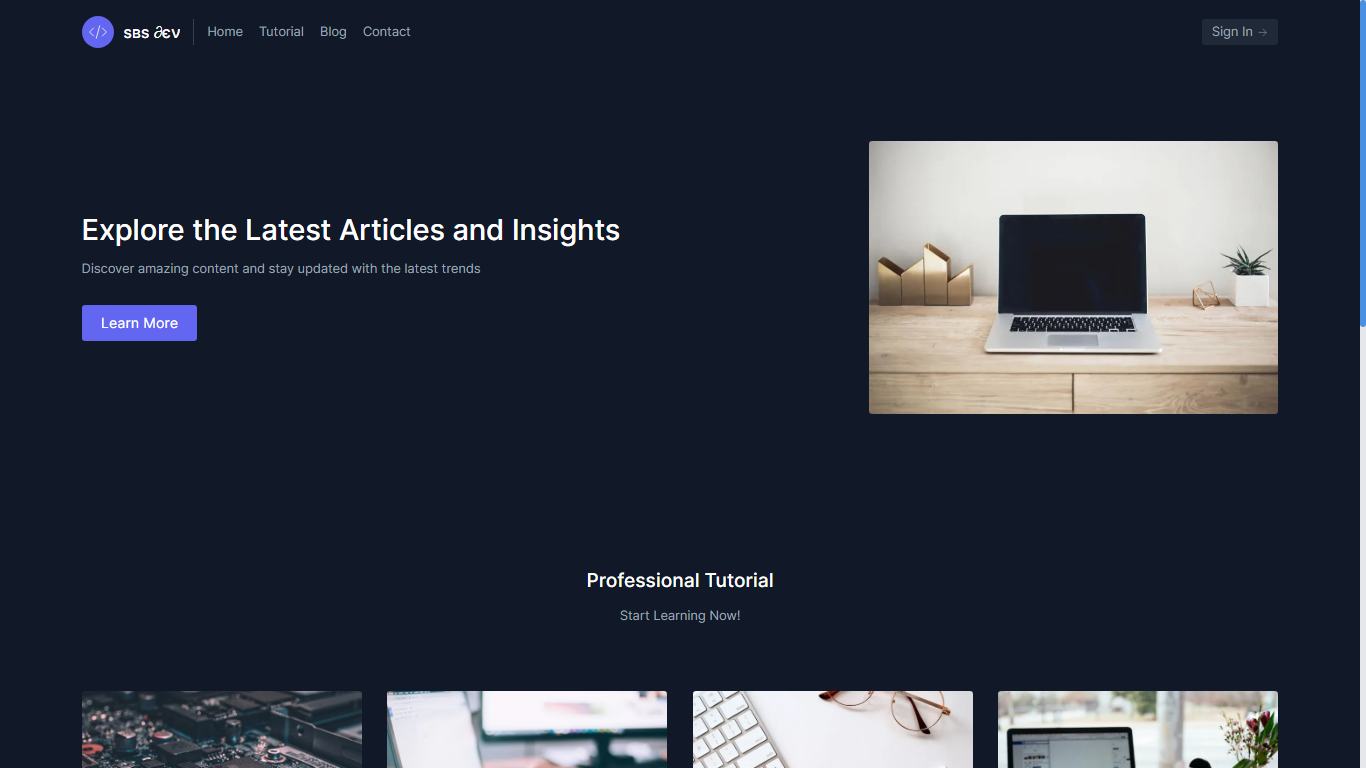 </> SBS ∂ЄV
Home
Tutorial
Blog
Contact
Sign In →
Explore the Latest Articles and Insights
Discover amazing content and stay updated with the latest trends
Learn More
Professional Tutorial
Start Learning Now!